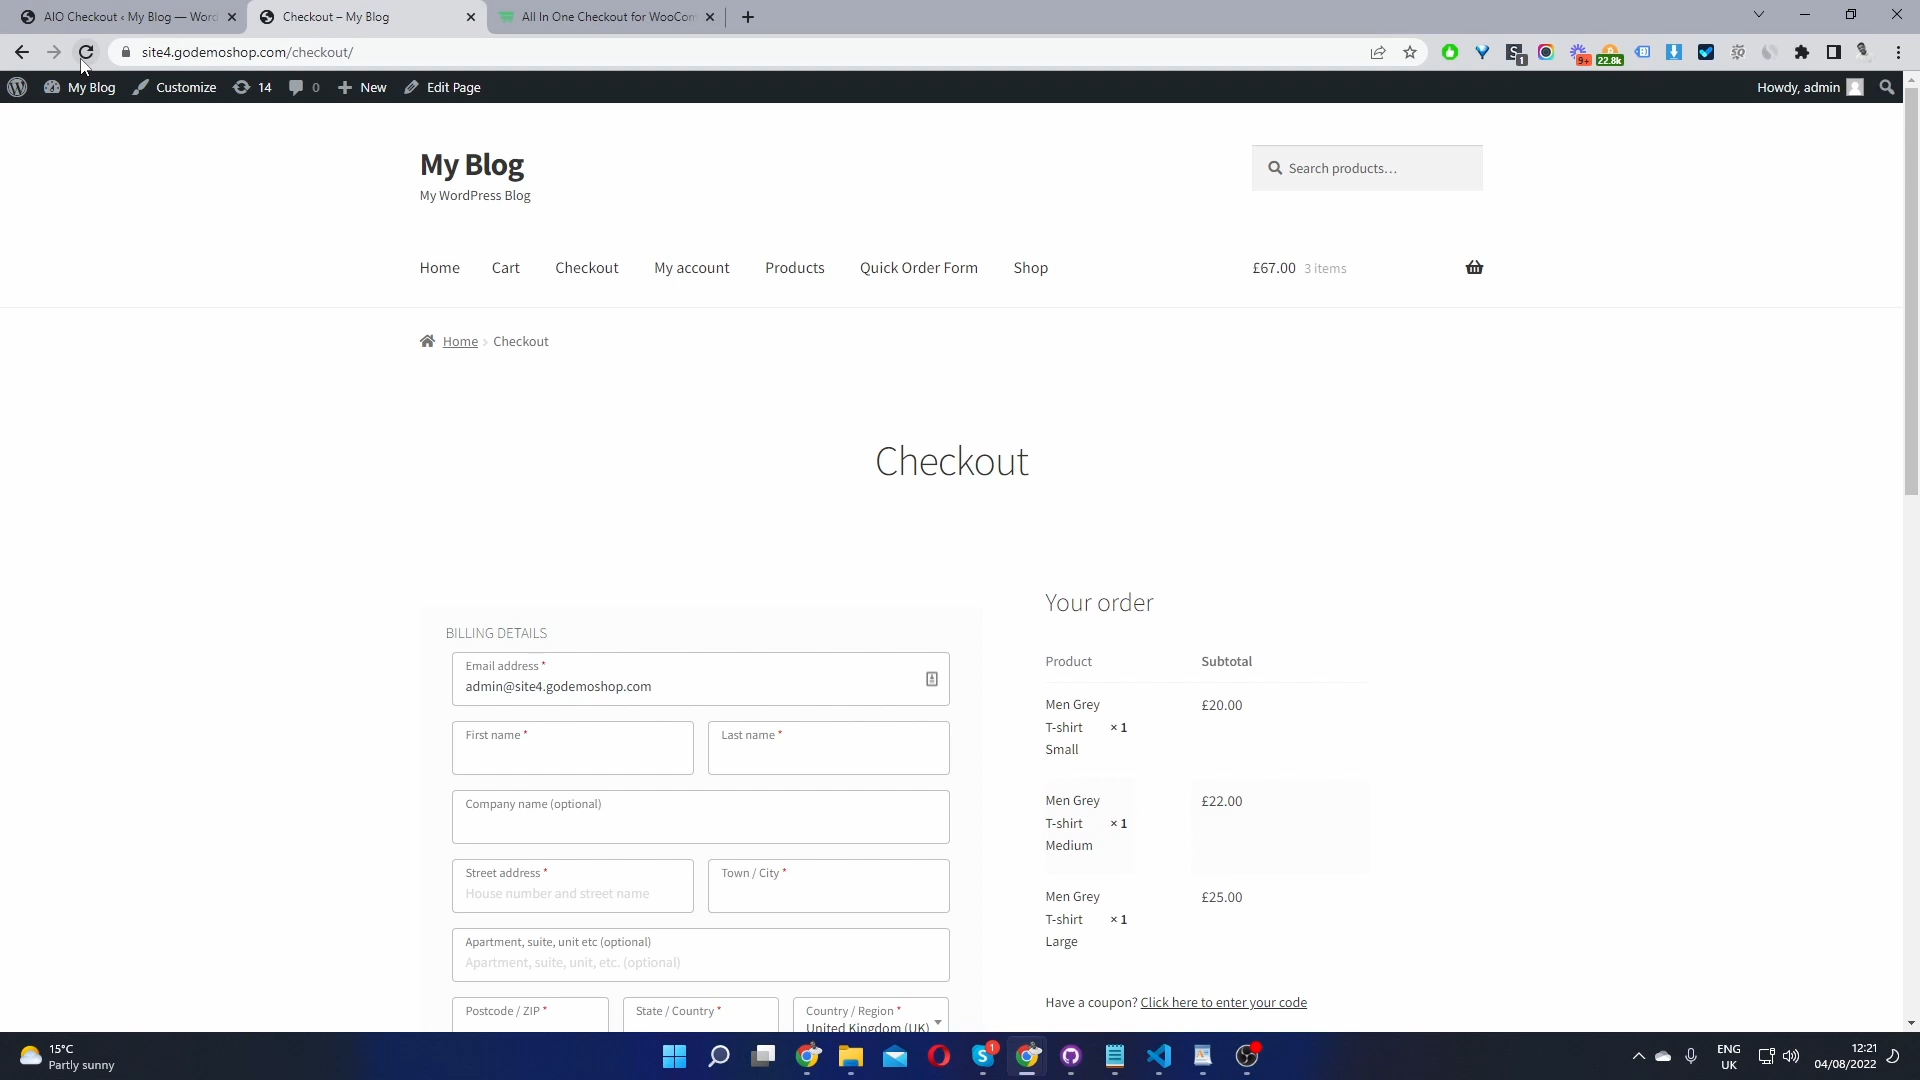 AIO Checkout ‹ My Blog — Word
Checkout – My Blog
All In One Checkout for WooCom
site4.godemoshop.com/checkout/
1
9+
22.8k
My Blog
Customize
14
0
New
Edit Page
Howdy, admin
My Blog
My WordPress Blog
Search products…
Home
Cart
Checkout
My account
Products
Quick Order Form
Shop
£67.00 3 items
Home › Checkout
Checkout
BILLING DETAILS
Email address *
admin@site4.godemoshop.com
First name *
Last name *
Company name (optional)
Street address *
House number and street name
Town / City *
Apartment, suite, unit etc (optional)
Apartment, suite, unit, etc. (optional)
Postcode / ZIP *
State / Country *
Country / Region *
United Kingdom (UK)
Your order
Product Subtotal
Men Grey
T-shirt × 1
Small
£20.00
Men Grey
T-shirt × 1
Medium
£22.00
Men Grey
T-shirt × 1
Large
£25.00
Have a coupon? Click here to enter your code
15°C
Partly sunny
1
ENG
UK
12:21
04/08/2022